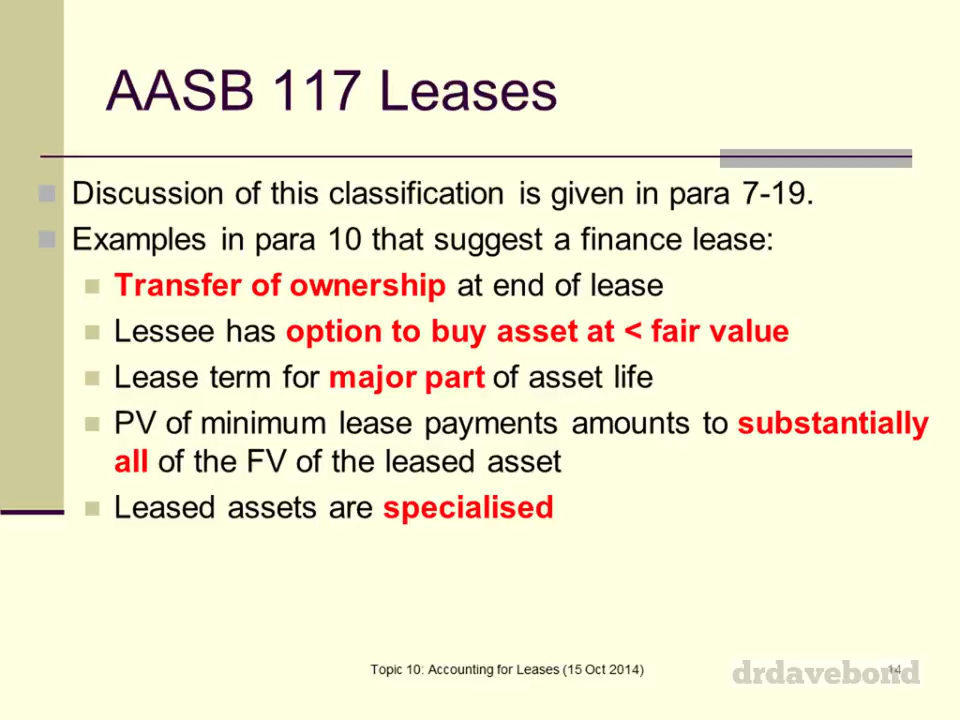 AASB 117 Leases
Discussion of this classification is given in para 7-19.
Examples in para 10 that suggest a finance lease:
Transfer of ownership at end of lease
Lessee has option to buy asset at < fair value
Lease term for major part of asset life
PV of minimum lease payments amounts to substantially
all of the FV of the leased asset
Leased assets are specialised
Topic 10: Accounting for Leases (15 Oct 2014)
drdavebond
14